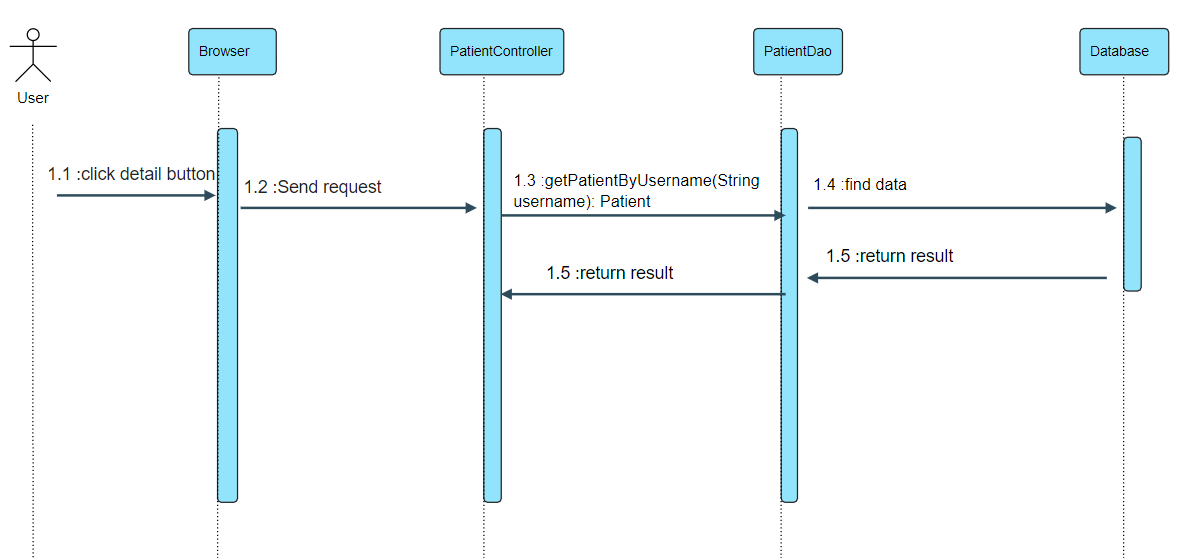 Browser
PatientController
PatientDao
Database
User
1.1 :click detail button
1.2 :Send request
1.3 :getPatientByUsername(String
username): Patient
1.4 :find data
1.5 :return result
1.5 :return result